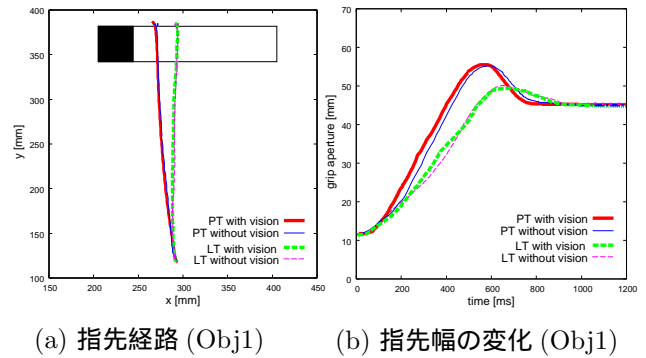 400
350
300
250
200
150
100
100 150 200 250 300 350 400 450
y [mm]
x [mm]
PT with vision
PT without vision
LT with vision
LT without vision
(a) 指先経路 (Obj1)
70
60
50
40
30
20
10
0
0 200 400 600 800 1000 1200
grip aperture [mm]
time [ms]
PT with vision
PT without vision
LT with vision
LT without vision
(b) 指先幅の変化 (Obj1)